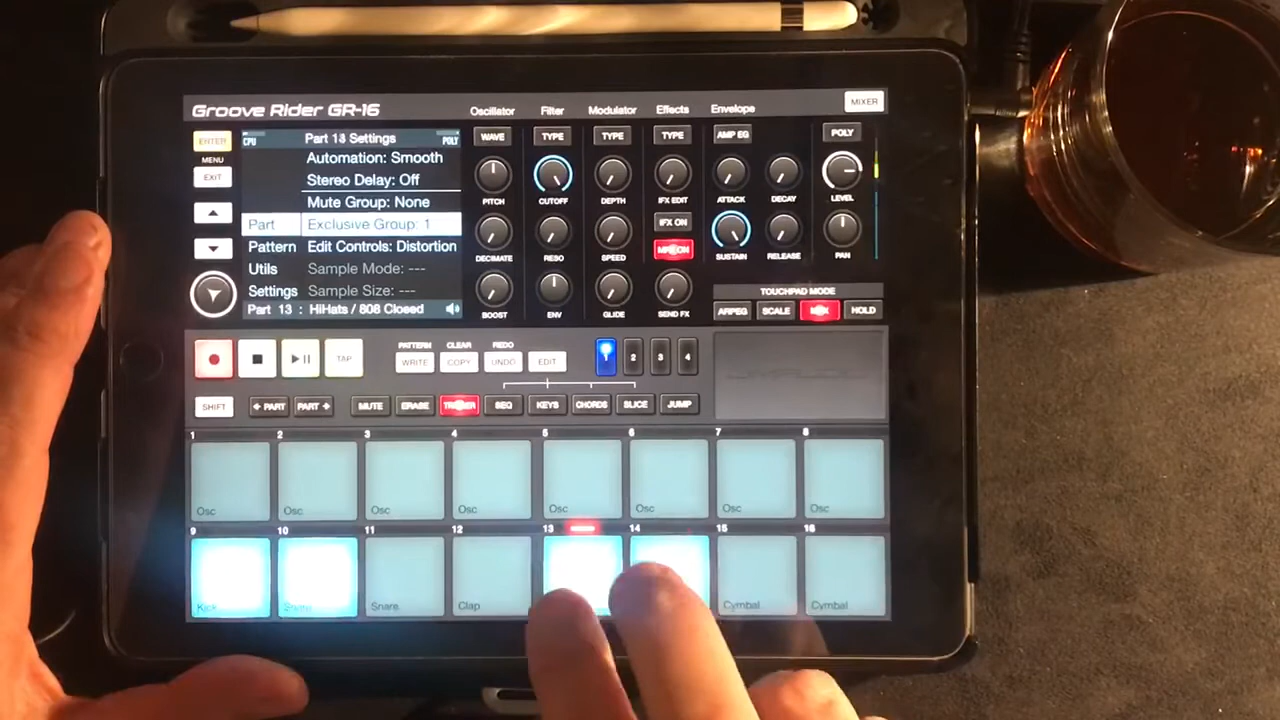 Groove Rider GR-16
Oscillator Filter Modulator Effects Envelope
MIXER
ENTER
MENU
EXIT
CPU Part 13 Settings POLY
Automation: Smooth
Stereo Delay: Off
Mute Group: None
Part Exclusive Group: 1
Pattern Edit Controls: Distortion
Utils Sample Mode: ---
Settings Sample Size: ---
Part 13 : HiHats / 808 Closed
WAVE TYPE TYPE TYPE AMP EG POLY
PITCH CUTOFF DEPTH IFX EDIT ATTACK DECAY LEVEL
IFX ON
DECIMATE RESO SPEED SUSTAIN RELEASE PAN
BOOST ENV GLIDE SEND FX
TOUCHPAD MODE
ARPEG SCALE HOLD
PATTERN CLEAR REDO
TAP WRITE COPY UNDO EDIT 1 2 3 4
SHIFT PART PART MUTE ERASE SEQ KEYS CHORDS SLICE JUMP
1 2 3 4 5 6 7 8
Osc Osc Osc Osc Osc Osc Osc Osc
9 10 11 12 13 14 15 16
Kick Snare Clap Cymbal Cymbal